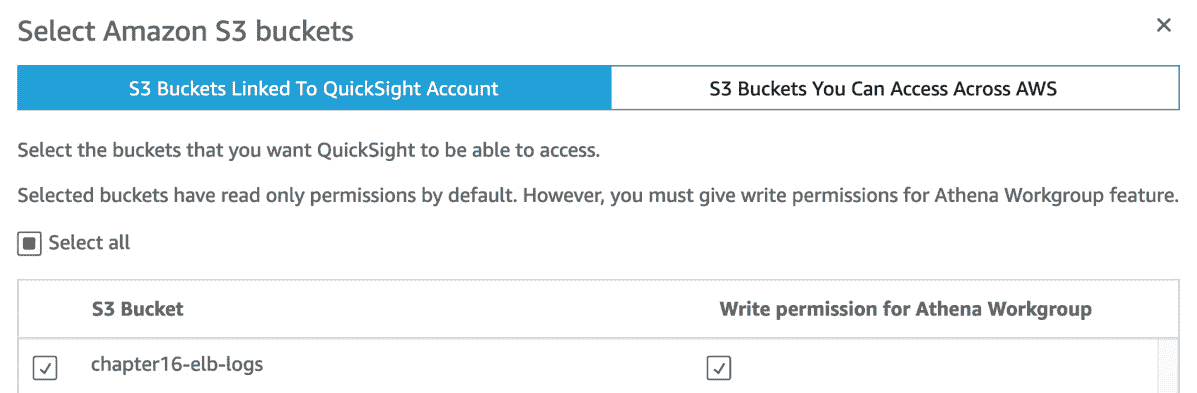 Select Amazon S3 buckets
S3 Buckets Linked To QuickSight Account
S3 Buckets You Can Access Across AWS
Select the buckets that you want QuickSight to be able to access.
Selected buckets have read only permissions by default. However, you must give write permissions for Athena Workgroup feature.
Select all
S3 Bucket
Write permission for Athena Workgroup
chapter16-elb-logs